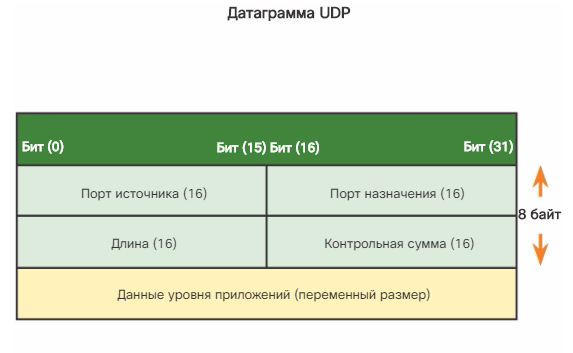 Датаграмма UDP
Бит (0) Бит (15) Бит (16) Бит (31)
Порт источника (16) Порт назначения (16)
8 байт
Длина (16) Контрольная сумма (16)
Данные уровня приложений (переменный размер)